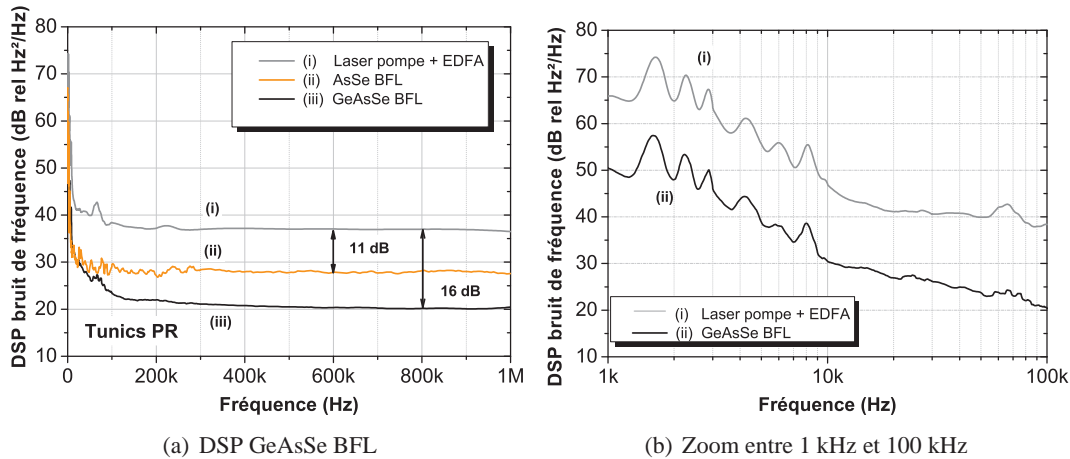 DSP bruit de fréquence (dB rel Hz²/Hz)
80
70
60
50
40
30
20
10
(i) Laser pompe + EDFA
(ii) AsSe BFL
(iii) GeAsSe BFL
(i)
(ii)
(iii)
11 dB
16 dB
Tunics PR
0 200k 400k 600k 800k 1M
Fréquence (Hz)
(a) DSP GeAsSe BFL
DSP bruit de fréquence (dB rel Hz²/Hz)
80
70
60
50
40
30
20
10
(i)
(ii)
(i) Laser pompe + EDFA
(ii) GeAsSe BFL
1k 10k 100k
Fréquence (Hz)
(b) Zoom entre 1 kHz et 100 kHz